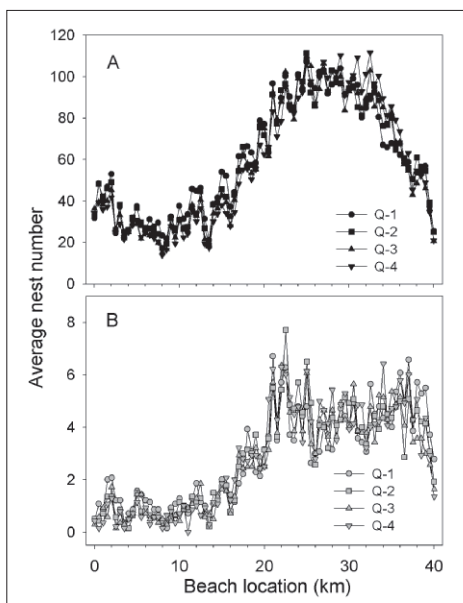 120
A
100
80
60
40
20
0
Q-1
Q-2
Q-3
Q-4
Average nest number
B
8
6
4
2
0
Q-1
Q-2
Q-3
Q-4
0 10 20 30 40
Beach location (km)